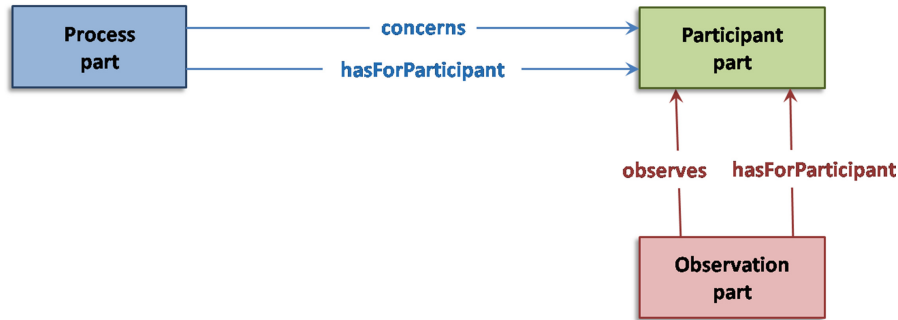 Process
part
concerns
hasForParticipant
Participant
part
observes
hasForParticipant
Observation
part